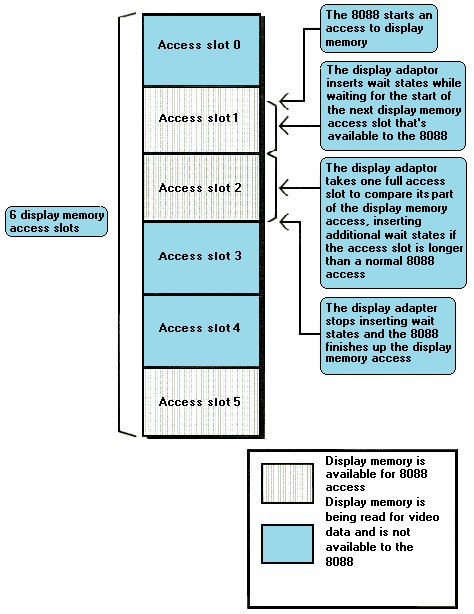 The 8088 starts an
access to display
memory
Access slot 0
The display adaptor
inserts wait states while
waiting for the start of
the next display memory
access slot that's
available to the 8088
Access slot 1
The display adaptor
takes one full access
slot to compare its part
of the display memory
access, inserting
additional wait states if
the access slot is longer
than a normal 8088
access
Access slot 2
6 display memory
access slots
Access slot 3
The display adapter
stops inserting wait
states and the 8088
finishes up the display
memory access
Access slot 4
Access slot 5
Display memory is
available for 8088
access
Display memory is
being read for video
data and is not
available to the
8088